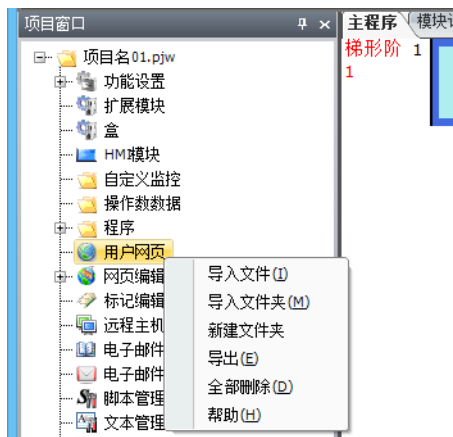 项目窗口
主程序
模块
梯形阶 1
1
项目名01.pjw
功能设置
扩展模块
盒
HMI模块
自定义监控
操作数数据
程序
用户网页
网页编辑
标记编辑
远程主机
电子邮件
电子邮件
脚本管理
文本管理
导入文件(I)
导入文件夹(M)
新建文件夹
导出(E)
全部删除(D)
帮助(H)